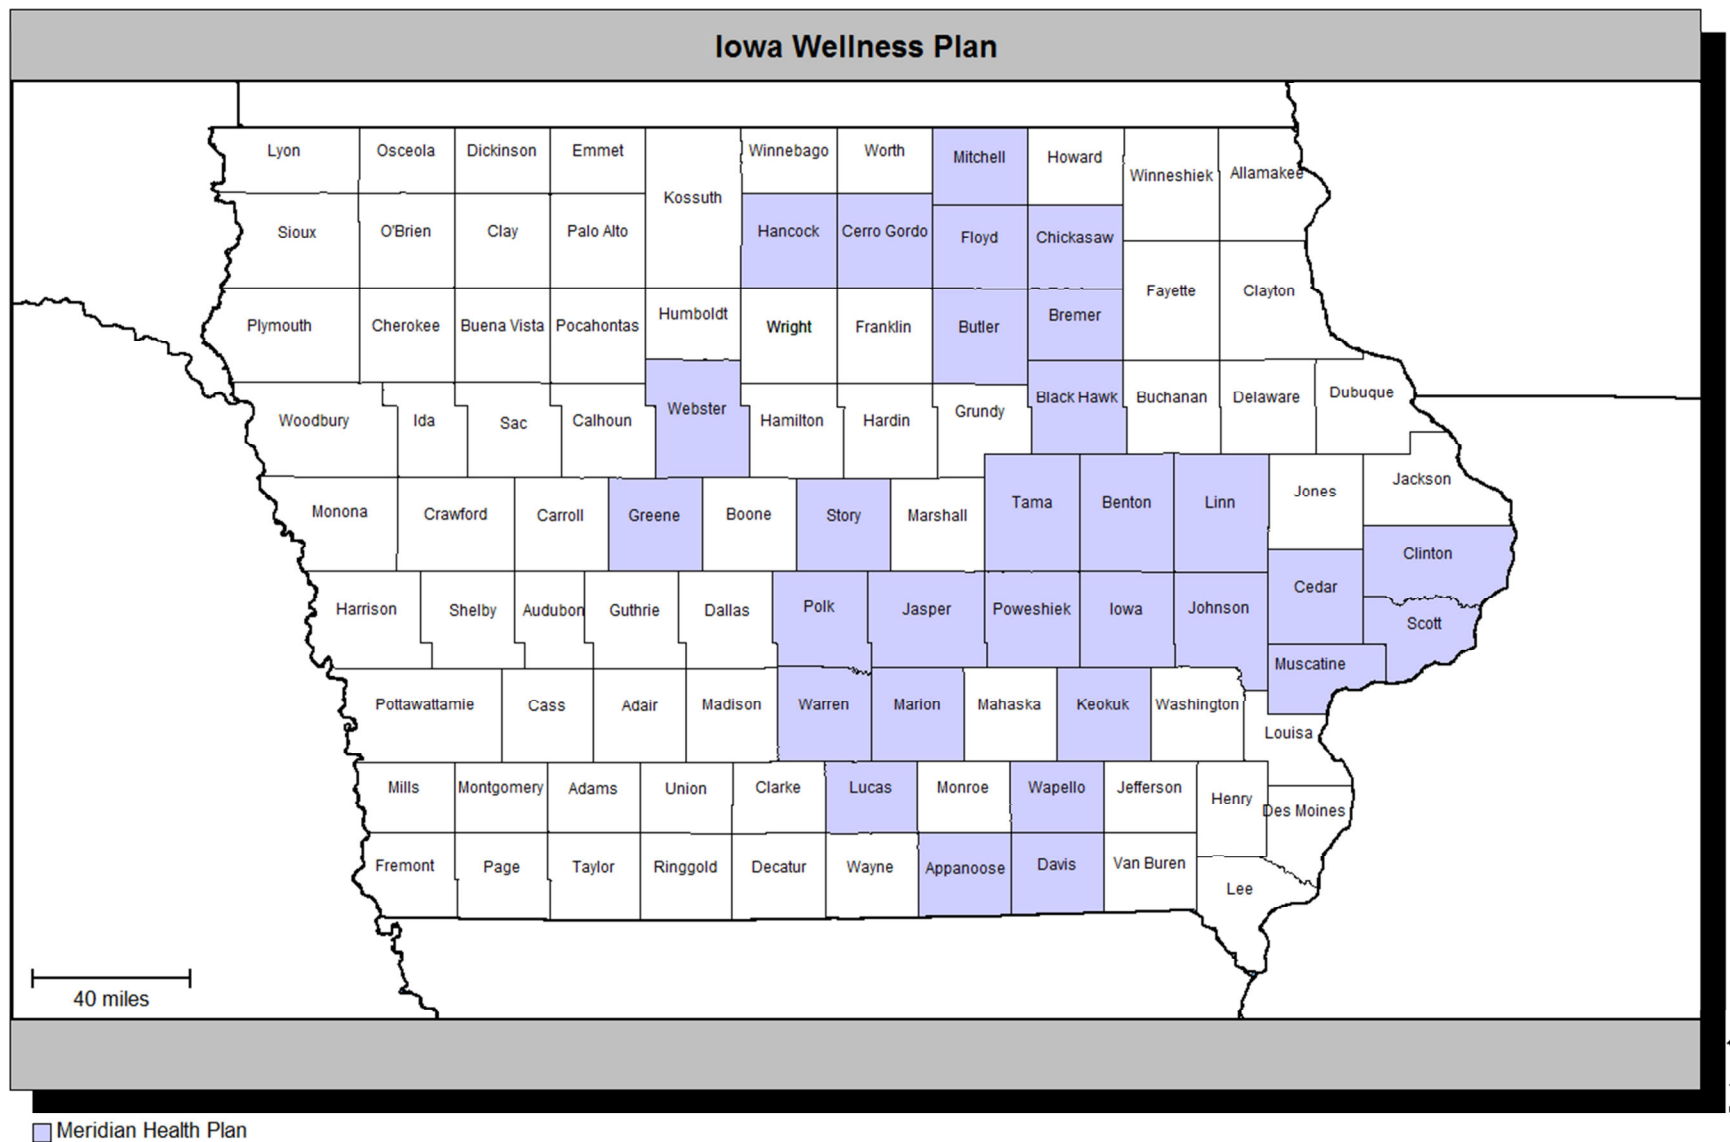 Iowa Wellness Plan
Lyon
Osceola
Dickinson
Emmet
Kossuth
Winnebago
Worth
Mitchell
Howard
Winneshiek
Allamakee
Sioux
O'Brien
Clay
Palo Alto
Hancock
Cerro Gordo
Floyd
Chickasaw
Fayette
Clayton
Plymouth
Cherokee
Buena Vista
Pocahontas
Humboldt
Wright
Franklin
Butler
Bremer
Woodbury
Ida
Sac
Calhoun
Webster
Hamilton
Hardin
Grundy
Black Hawk
Buchanan
Delaware
Dubuque
Monona
Crawford
Carroll
Greene
Boone
Story
Marshall
Tama
Benton
Linn
Jones
Jackson
Clinton
Cedar
Harrison
Shelby
Audubon
Guthrie
Dallas
Polk
Jasper
Poweshiek
Iowa
Johnson
Scott
Muscatine
Pottawattamie
Cass
Adair
Madison
Warren
Marion
Mahaska
Keokuk
Washington
Louisa
Mills
Montgomery
Adams
Union
Clarke
Lucas
Monroe
Wapello
Jefferson
Henry
Des Moines
Fremont
Page
Taylor
Ringgold
Decatur
Wayne
Appanoose
Davis
Van Buren
Lee
40 miles
Meridian Health Plan